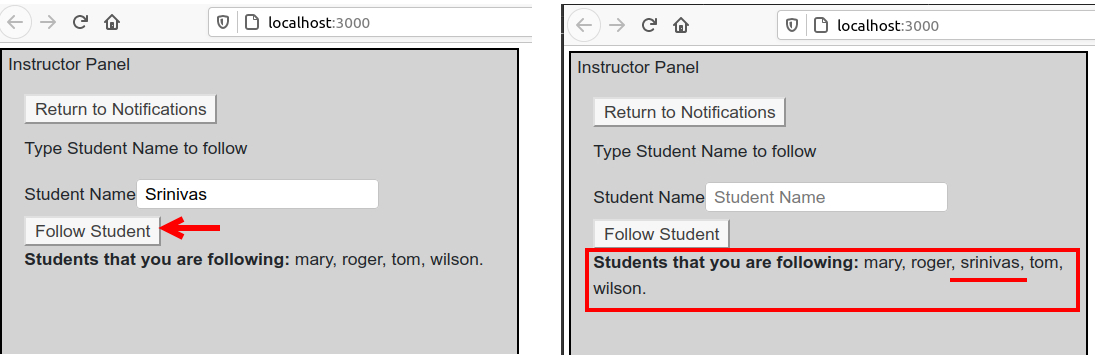 localhost:3000
Instructor Panel
Return to Notifications
Type Student Name to follow
Student Name Srinivas
Follow Student
Students that you are following: mary, roger, tom, wilson.
localhost:3000
Instructor Panel
Return to Notifications
Type Student Name to follow
Student Name Student Name
Follow Student
Students that you are following: mary, roger, srinivas, tom,
wilson.